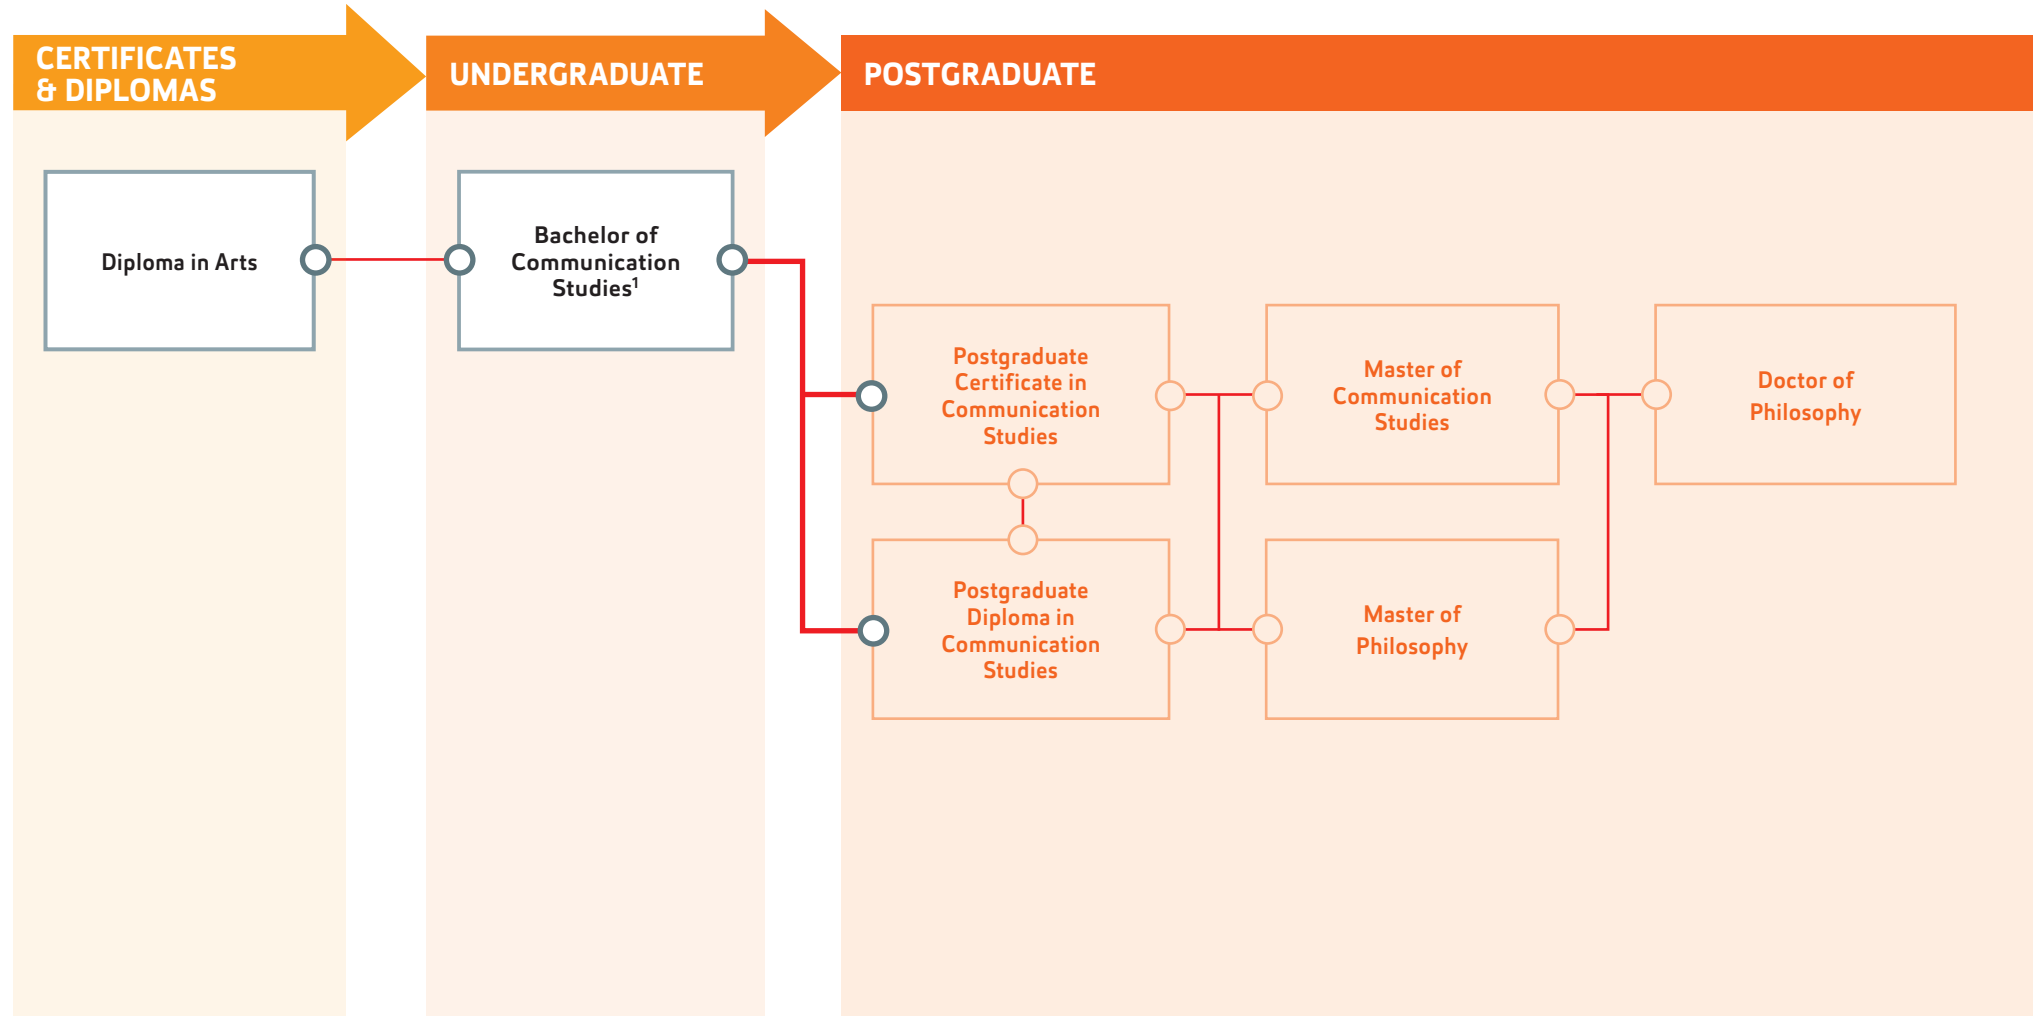 CERTIFICATES
& DIPLOMAS
UNDERGRADUATE
POSTGRADUATE
Diploma in Arts
Bachelor of
Communication
Studies¹
Postgraduate
Certificate in
Communication
Studies
Master of
Communication
Studies
Doctor of
Philosophy
Postgraduate
Diploma in
Communication
Studies
Master of
Philosophy